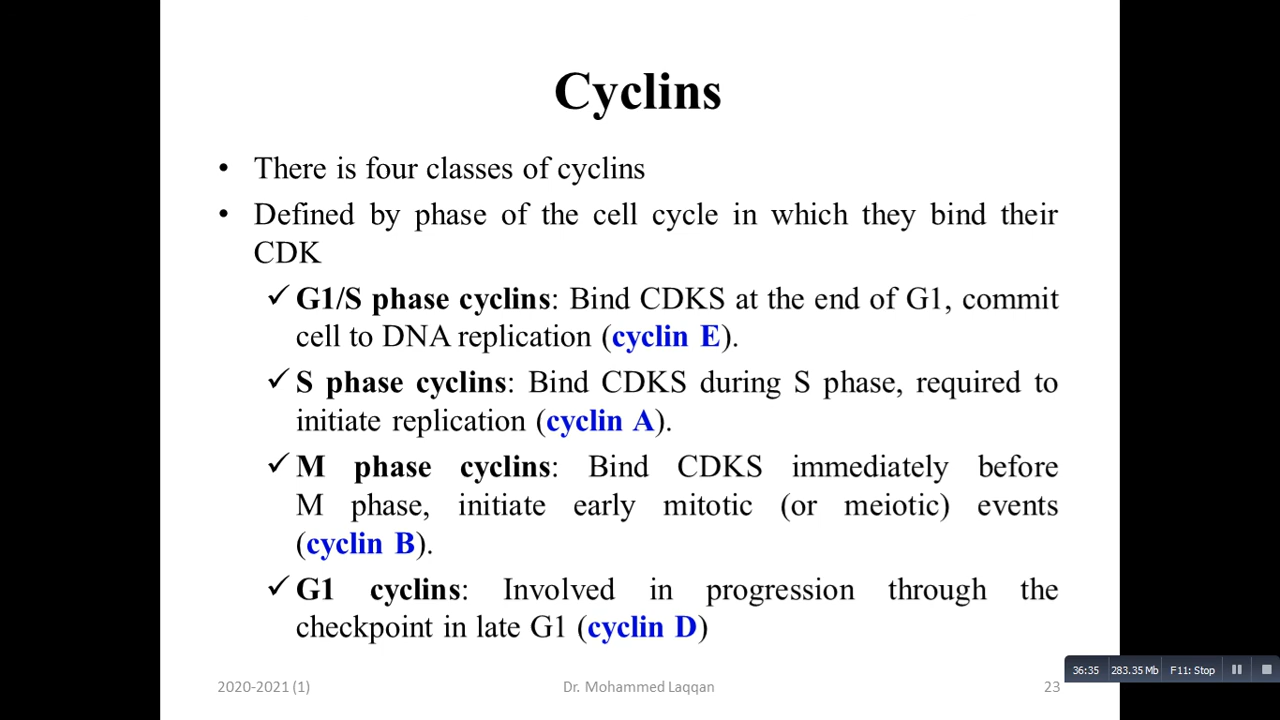 Cyclins
• There is four classes of cyclins
• Defined by phase of the cell cycle in which they bind their
CDK
✓ G1/S phase cyclins: Bind CDKS at the end of G1, commit
cell to DNA replication (cyclin E).
✓ S phase cyclins: Bind CDKS during S phase, required to
initiate replication (cyclin A).
✓ M phase cyclins: Bind CDKS immediately before
M phase, initiate early mitotic (or meiotic) events
(cyclin B).
✓ G1 cyclins: Involved in progression through the
checkpoint in late G1 (cyclin D)
2020-2021 (1) Dr. Mohammed Laqqan 23
36:35 283.35 Mb F11: Stop